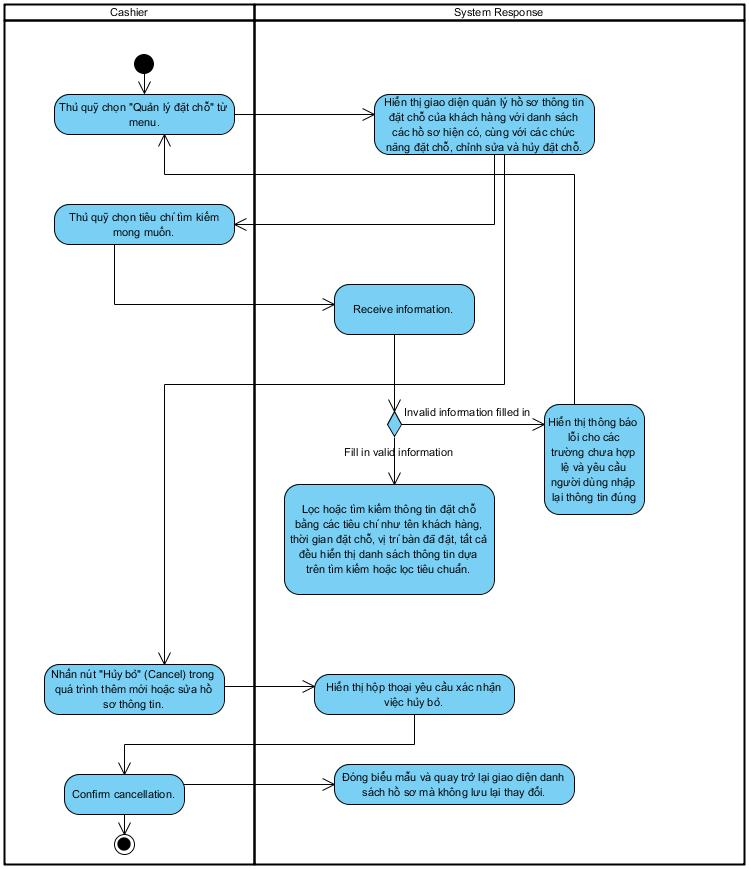 Cashier
System Response
Thủ quỹ chọn "Quản lý đặt chỗ" từ
menu.
Hiển thị giao diện quản lý hồ sơ thông tin
đặt chỗ của khách hàng với danh sách
các hồ sơ hiện có, cùng với các chức
năng đặt chỗ, chỉnh sửa và hủy đặt chỗ.
Thủ quỹ chọn tiêu chí tìm kiếm
mong muốn.
Receive information.
Invalid information filled in
Hiển thị thông báo
lỗi cho các
trường chưa hợp
lệ và yêu cầu
người dùng nhập
lại thông tin đúng
Fill in valid information
Lọc hoặc tìm kiếm thông tin đặt chỗ
bằng các tiêu chí như tên khách hàng,
thời gian đặt chỗ, vị trí bàn đã đặt, tất cả
đều hiển thị danh sách thông tin dựa
trên tìm kiếm hoặc lọc tiêu chuẩn.
Nhấn nút "Hủy bỏ" (Cancel) trong
quá trình thêm mới hoặc sửa hồ
sơ thông tin.
Hiển thị hộp thoại yêu cầu xác nhận
việc hủy bỏ.
Confirm cancellation.
Đóng biểu mẫu và quay trở lại giao diện danh
sách hồ sơ mà không lưu lại thay đổi.